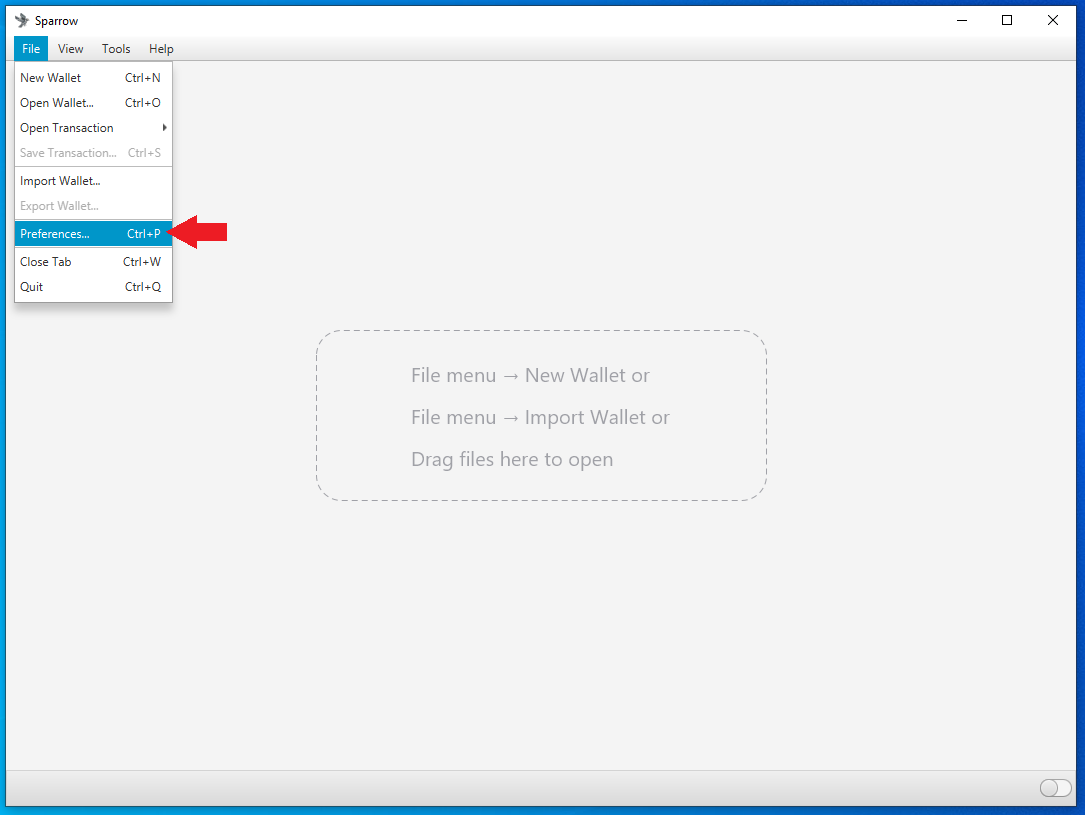 Sparrow
File View Tools Help
New Wallet Ctrl+N
Open Wallet... Ctrl+O
Open Transaction
Save Transaction... Ctrl+S
Import Wallet...
Export Wallet...
Preferences... Ctrl+P
Close Tab Ctrl+W
Quit Ctrl+Q
File menu → New Wallet or
File menu → Import Wallet or
Drag files here to open